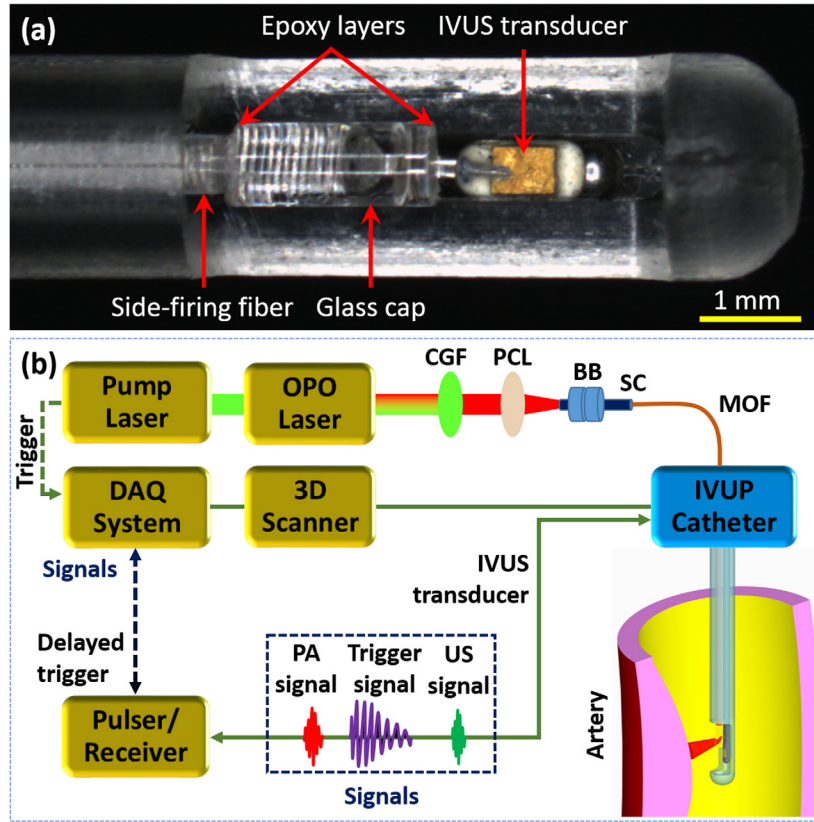 (a)
Epoxy layers
IVUS transducer
Side-firing fiber
Glass cap
1 mm
(b)
Pump
Laser
OPO
Laser
CGF
PCL
BB
SC
MOF
Trigger
DAQ
System
3D
Scanner
IVUP
Catheter
Signals
IVUS
transducer
Delayed
trigger
PA
signal
Trigger
signal
US
signal
Pulser/
Receiver
Signals
Artery